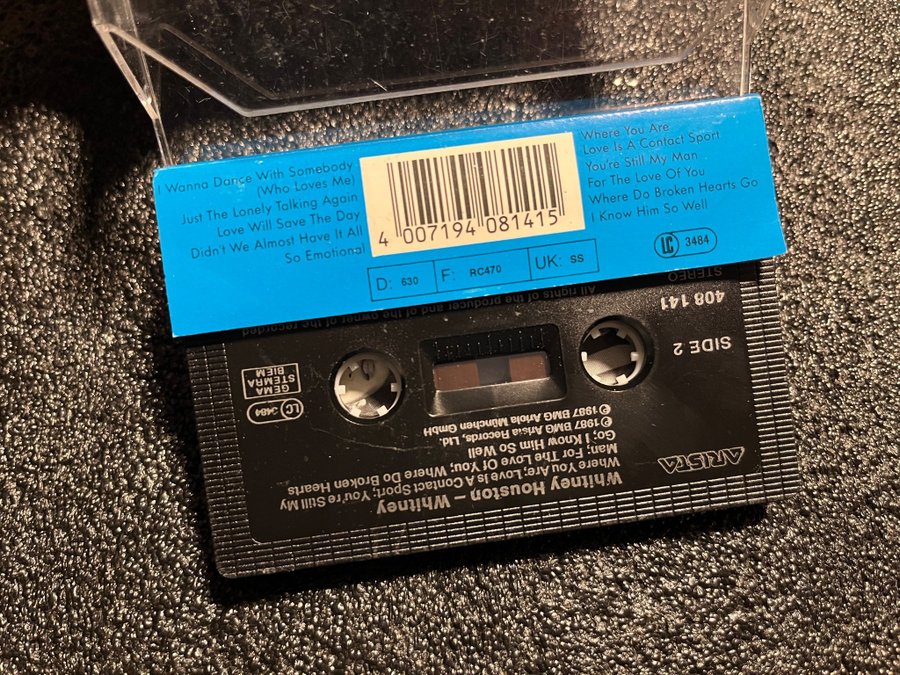 I Wanna Dance With Somebody
(Who Loves Me)
Just The Lonely Talking Again
Love Will Save The Day
Didn't We Almost Have It All
So Emotional
4 007194 081415
Where You Are
Love Is A Contact Sport
You're Still My Man
For The Love Of You
Where Do Broken Hearts Go
I Know Him So Well
D: 630 F: RC470 UK: SS
LC 3484
All rights of the producer and of the owner of the recorded
STEREO
408 141
SIDE 2
GEMA
STEMRA
BIEM
LC 3484
ARISTA
Whitney Houston – Whitney
Where You Are; Love Is A Contact Sport; You're Still My
Man; For The Love Of You; Where Do Broken Hearts
Go; I Know Him So Well
℗1987 BMG Arista Records, Ltd.
©1987 BMG Ariola München GmbH